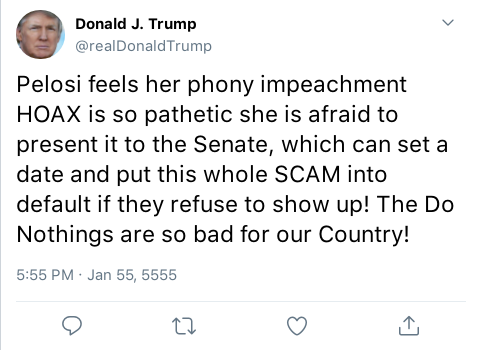 Donald J. Trump
@realDonaldTrump
Pelosi feels her phony impeachment
HOAX is so pathetic she is afraid to
present it to the Senate, which can set a
date and put this whole SCAM into
default if they refuse to show up! The Do
Nothings are so bad for our Country!
5:55 PM · Jan 55, 5555